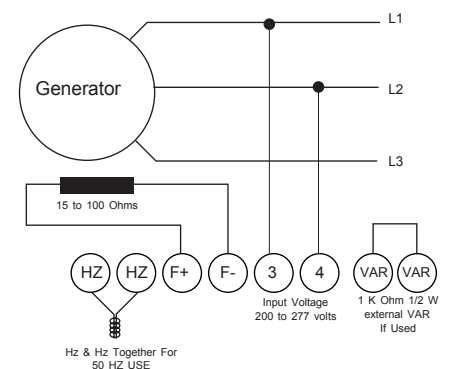 L1
Generator
L2
L3
15 to 100 Ohms
HZ HZ F+ F- 3 4 VAR VAR
Input Voltage
200 to 277 volts
1 K Ohm 1/2 W
external VAR
If Used
Hz & Hz Together For
50 HZ USE